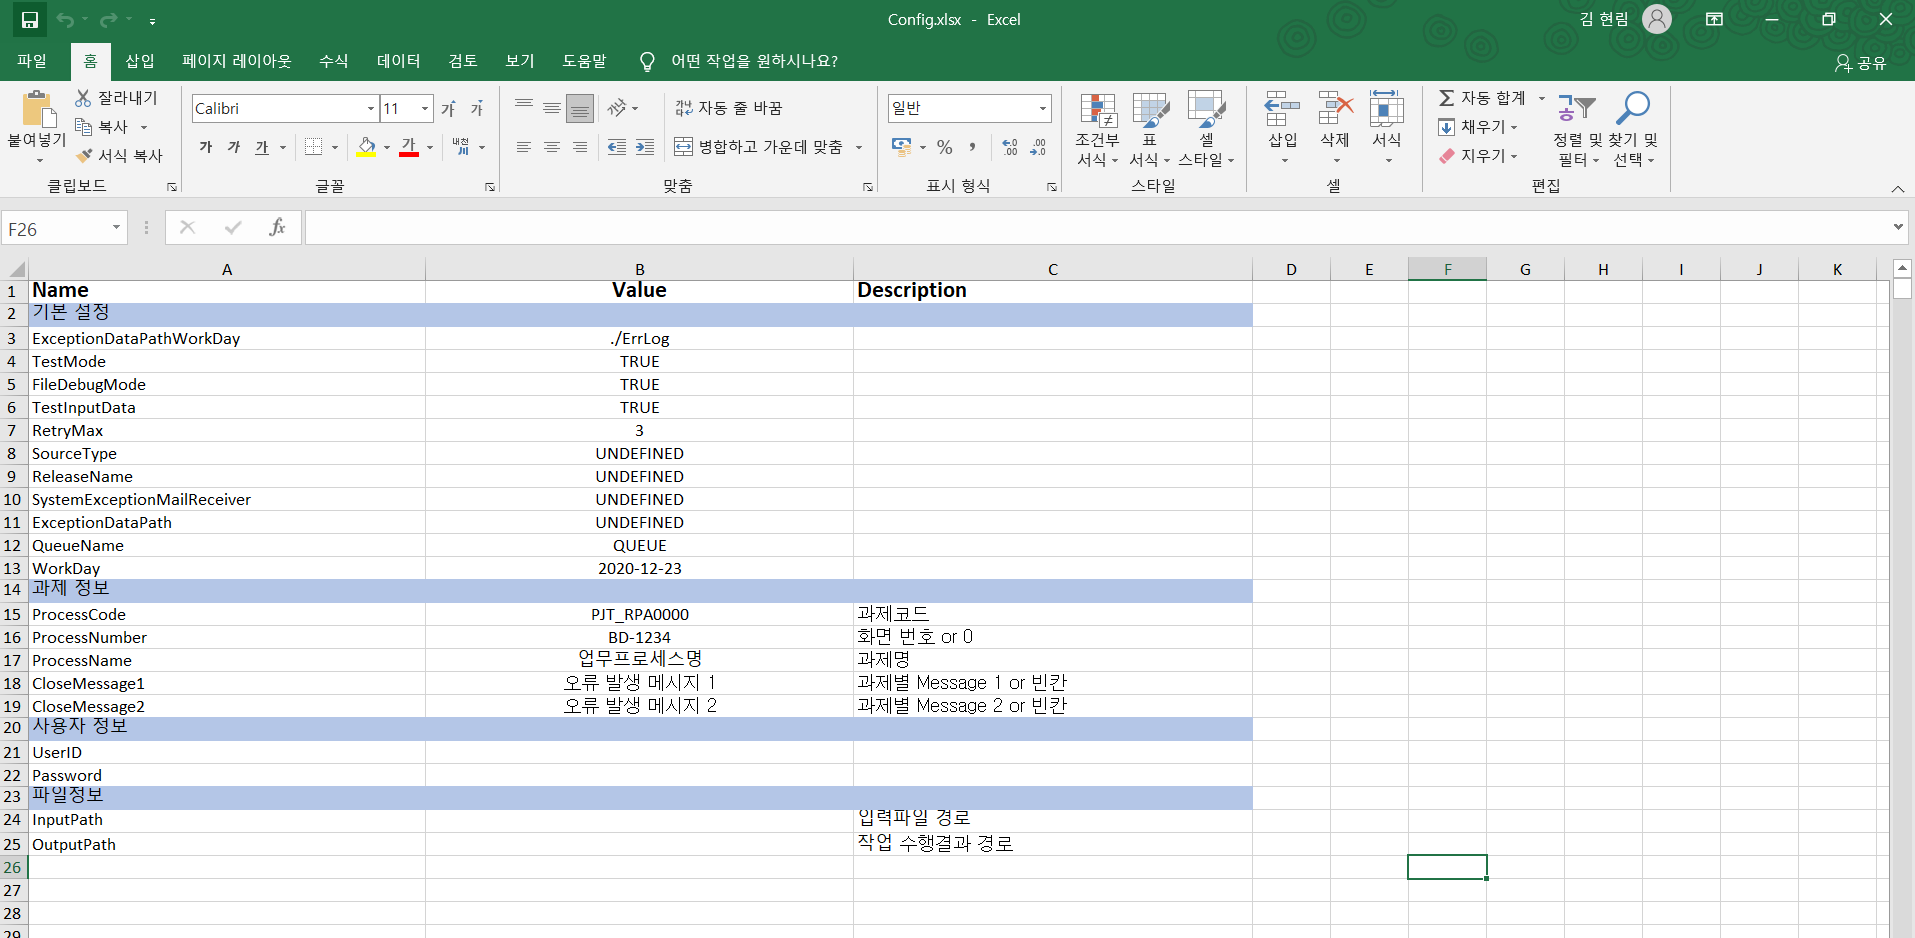 Config.xlsx - Excel
김 현림
파일 홈 삽입 페이지 레이아웃 수식 데이터 검토 보기 도움말 어떤 작업을 원하시나요?
공유
붙여넣기
잘라내기
복사
서식 복사
클립보드
Calibri 11 가 가
가 가 가 가 내천
글꼴
자동 줄 바꿈
병합하고 가운데 맞춤
맞춤
일반
% ,
표시 형식
조건부 서식
표 서식
셀 스타일
스타일
삽입 삭제 서식
셀
자동 합계
채우기
지우기
정렬 및 필터
찾기 및 선택
편집
F26 fx
A B C D E F G H I J K
1 Name Value Description
2 기본 설정
3 ExceptionDataPathWorkDay ./ErrLog
4 TestMode TRUE
5 FileDebugMode TRUE
6 TestInputData TRUE
7 RetryMax 3
8 SourceType UNDEFINED
9 ReleaseName UNDEFINED
10 SystemExceptionMailReceiver UNDEFINED
11 ExceptionDataPath UNDEFINED
12 QueueName QUEUE
13 WorkDay 2020-12-23
14 과제 정보
15 ProcessCode PJT_RPA0000 과제코드
16 ProcessNumber BD-1234 화면 번호 or 0
17 ProcessName 업무프로세스명 과제명
18 CloseMessage1 오류 발생 메시지 1 과제별 Message 1 or 빈칸
19 CloseMessage2 오류 발생 메시지 2 과제별 Message 2 or 빈칸
20 사용자 정보
21 UserID
22 Password
23 파일정보
24 InputPath 입력파일 경로
25 OutputPath 작업 수행결과 경로
26
27
28
29